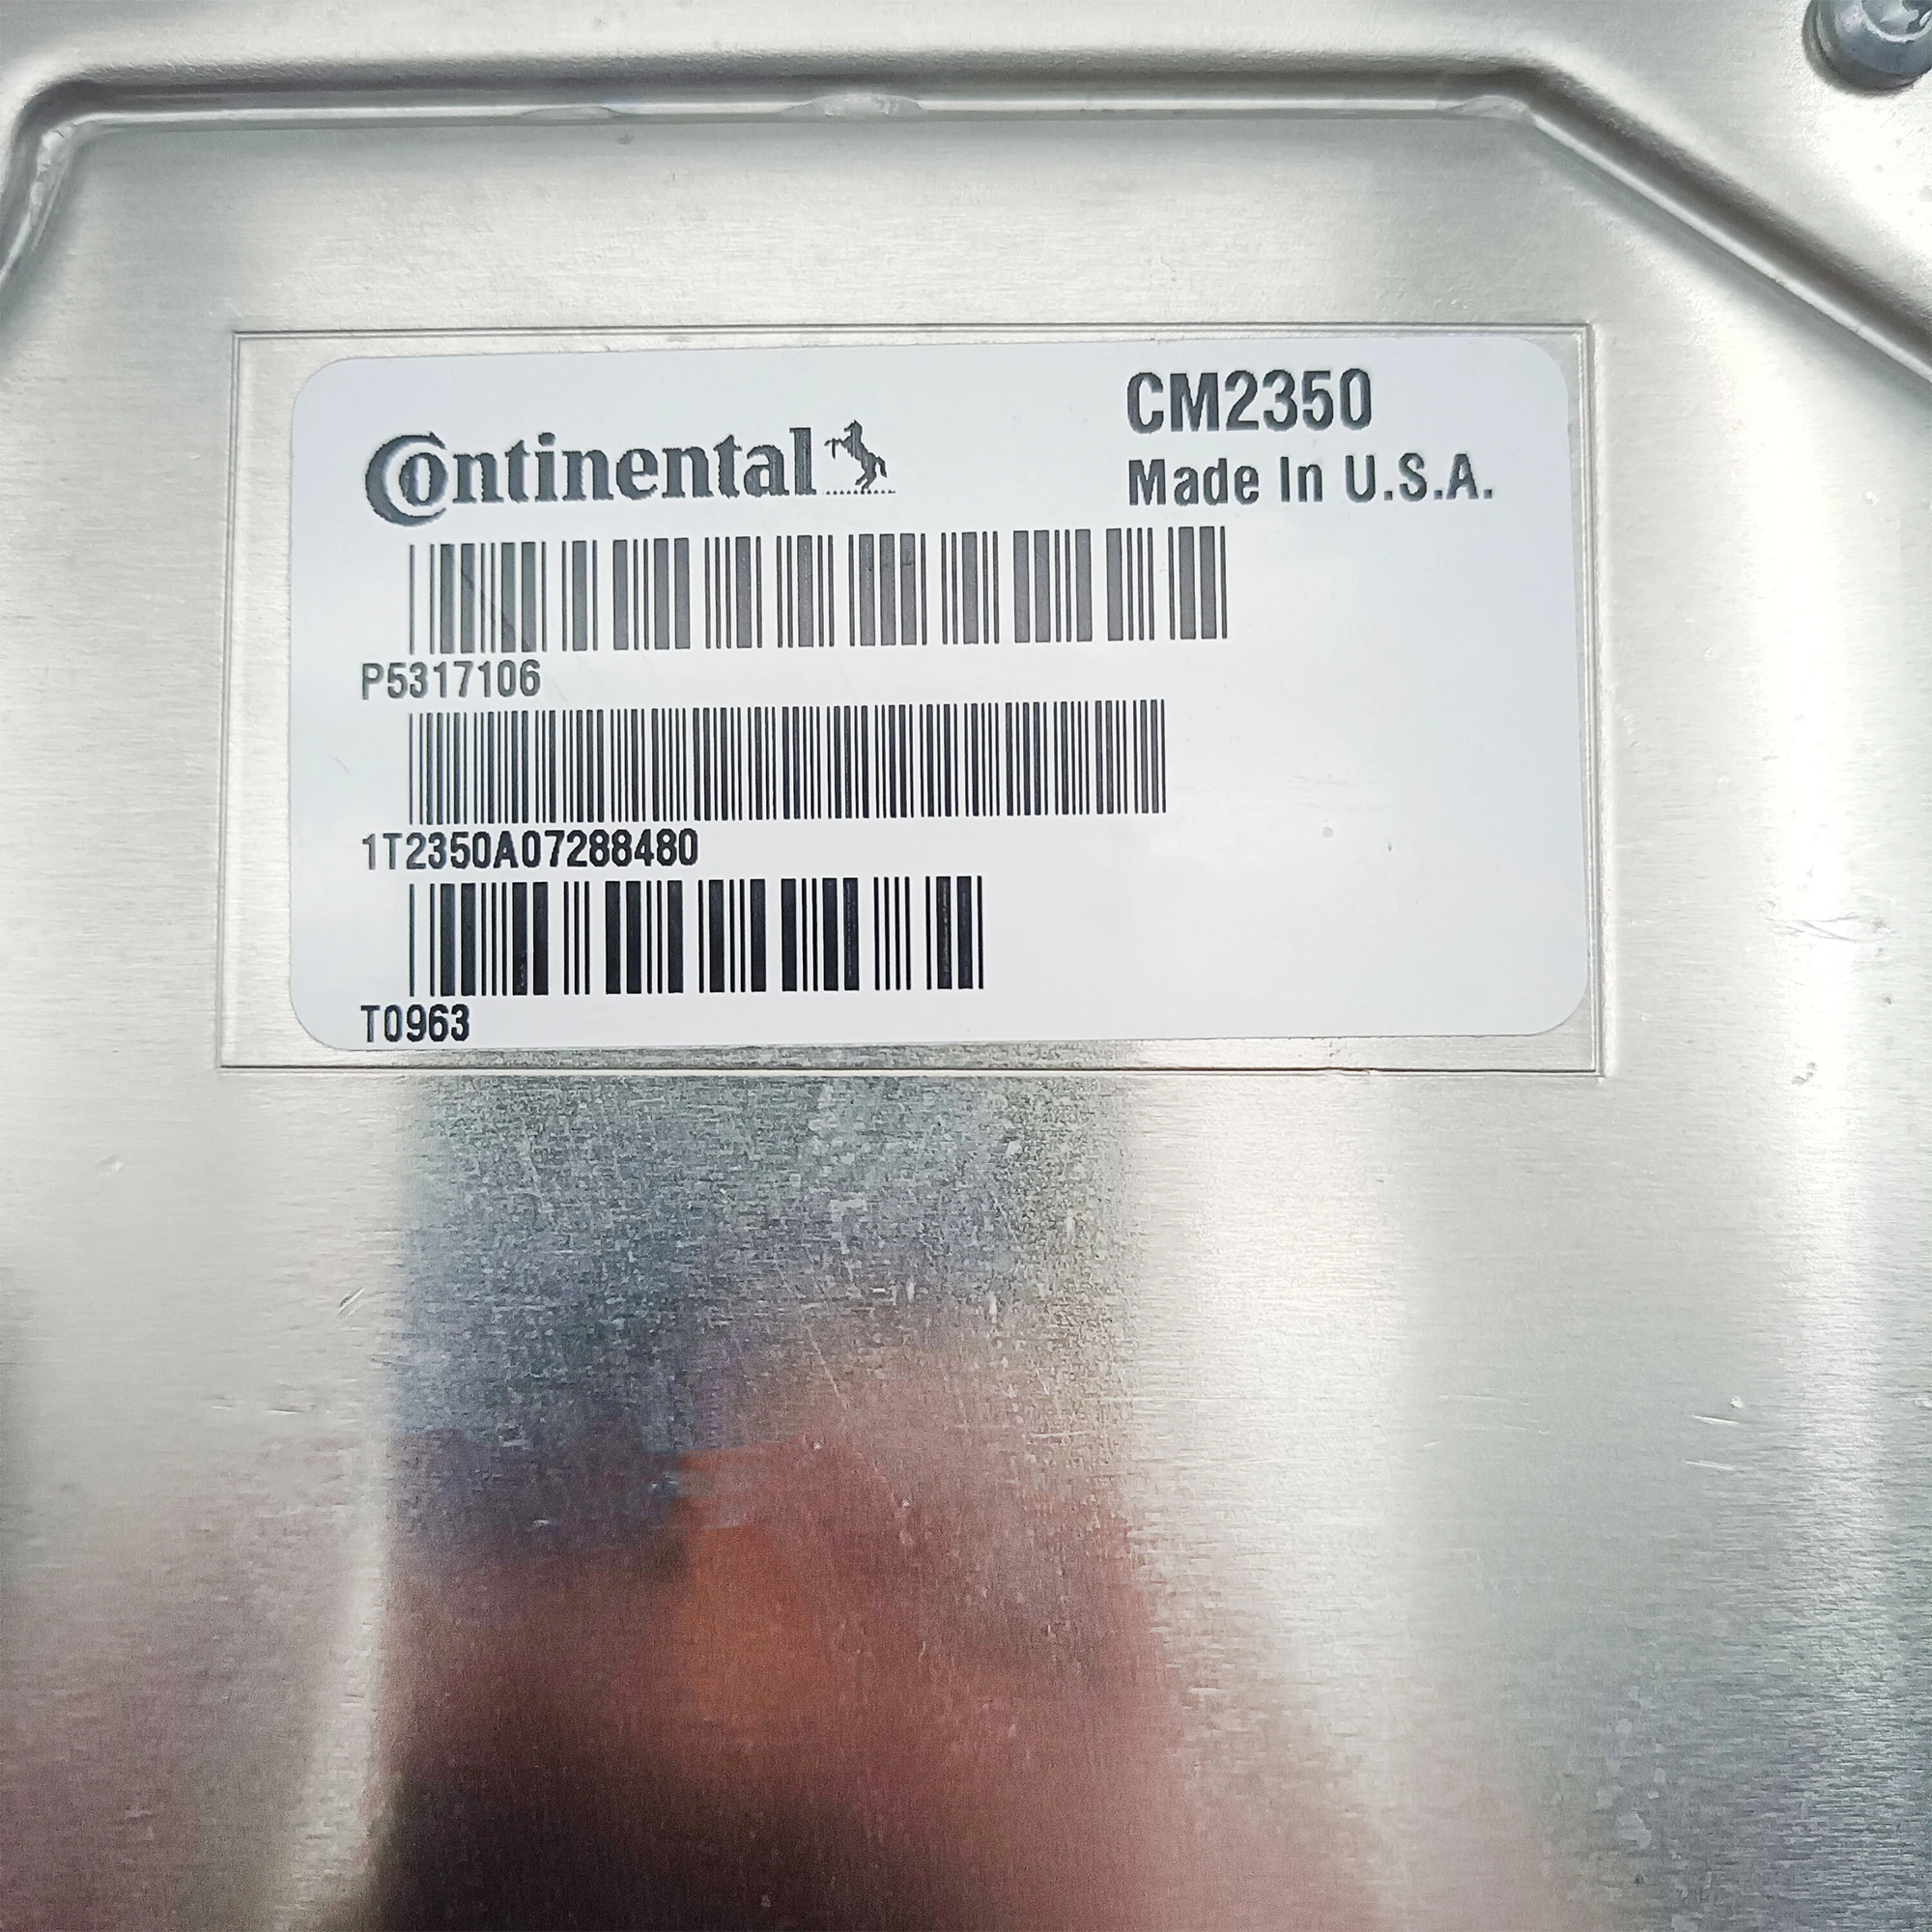 Continental
CM2350
Made In U.S.A.
P5317106
1T2350A07288480
T0963